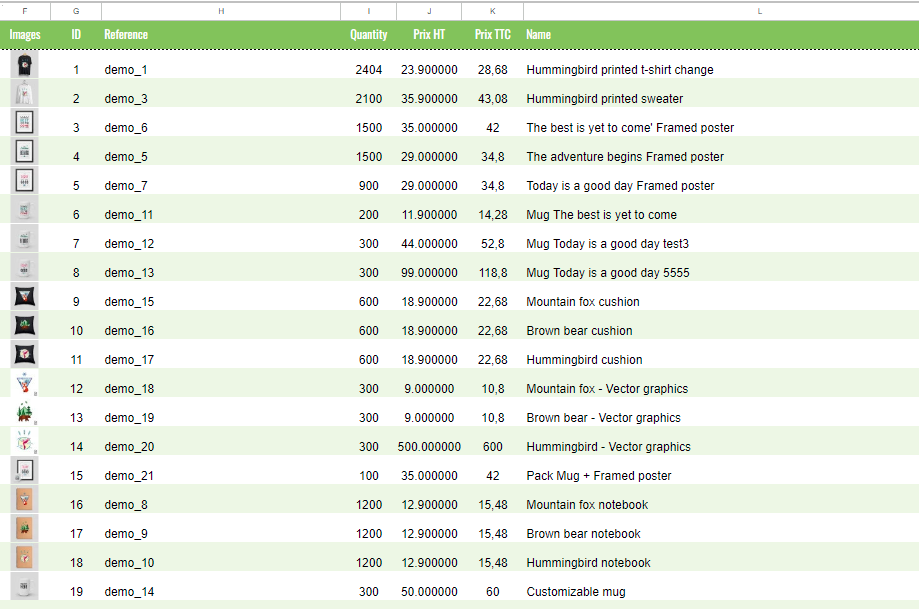 F G H I J K L
Images ID Reference Quantity Prix HT Prix TTC Name
1 demo_1 2404 23.900000 28,68 Hummingbird printed t-shirt change
2 demo_3 2100 35.900000 43,08 Hummingbird printed sweater
3 demo_6 1500 35.000000 42 The best is yet to come' Framed poster
4 demo_5 1500 29.000000 34,8 The adventure begins Framed poster
5 demo_7 900 29.000000 34,8 Today is a good day Framed poster
6 demo_11 200 11.900000 14,28 Mug The best is yet to come
7 demo_12 300 44.000000 52,8 Mug Today is a good day test3
8 demo_13 300 99.000000 118,8 Mug Today is a good day 5555
9 demo_15 600 18.900000 22,68 Mountain fox cushion
10 demo_16 600 18.900000 22,68 Brown bear cushion
11 demo_17 600 18.900000 22,68 Hummingbird cushion
12 demo_18 300 9.000000 10,8 Mountain fox - Vector graphics
13 demo_19 300 9.000000 10,8 Brown bear - Vector graphics
14 demo_20 300 500.000000 600 Hummingbird - Vector graphics
15 demo_21 100 35.000000 42 Pack Mug + Framed poster
16 demo_8 1200 12.900000 15,48 Mountain fox notebook
17 demo_9 1200 12.900000 15,48 Brown bear notebook
18 demo_10 1200 12.900000 15,48 Hummingbird notebook
19 demo_14 300 50.000000 60 Customizable mug